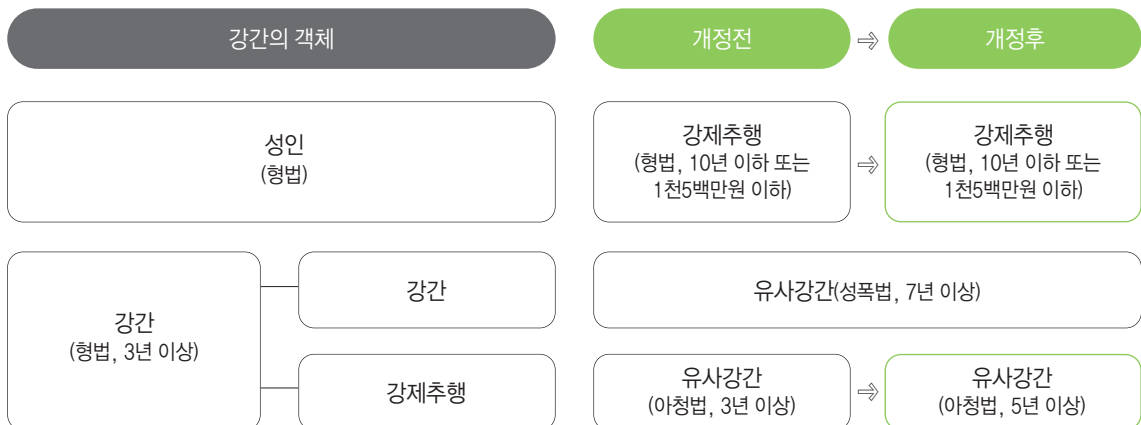 강간의 객체
개정전
⇨
개정후
성인
(형법)
강제추행
(형법, 10년 이하 또는
1천5백만원 이하)
⇨
강제추행
(형법, 10년 이하 또는
1천5백만원 이하)
강간
(형법, 3년 이상)
강간
유사강간(성폭법, 7년 이상)
강제추행
유사강간
(아청법, 3년 이상)
⇨
유사강간
(아청법, 5년 이상)